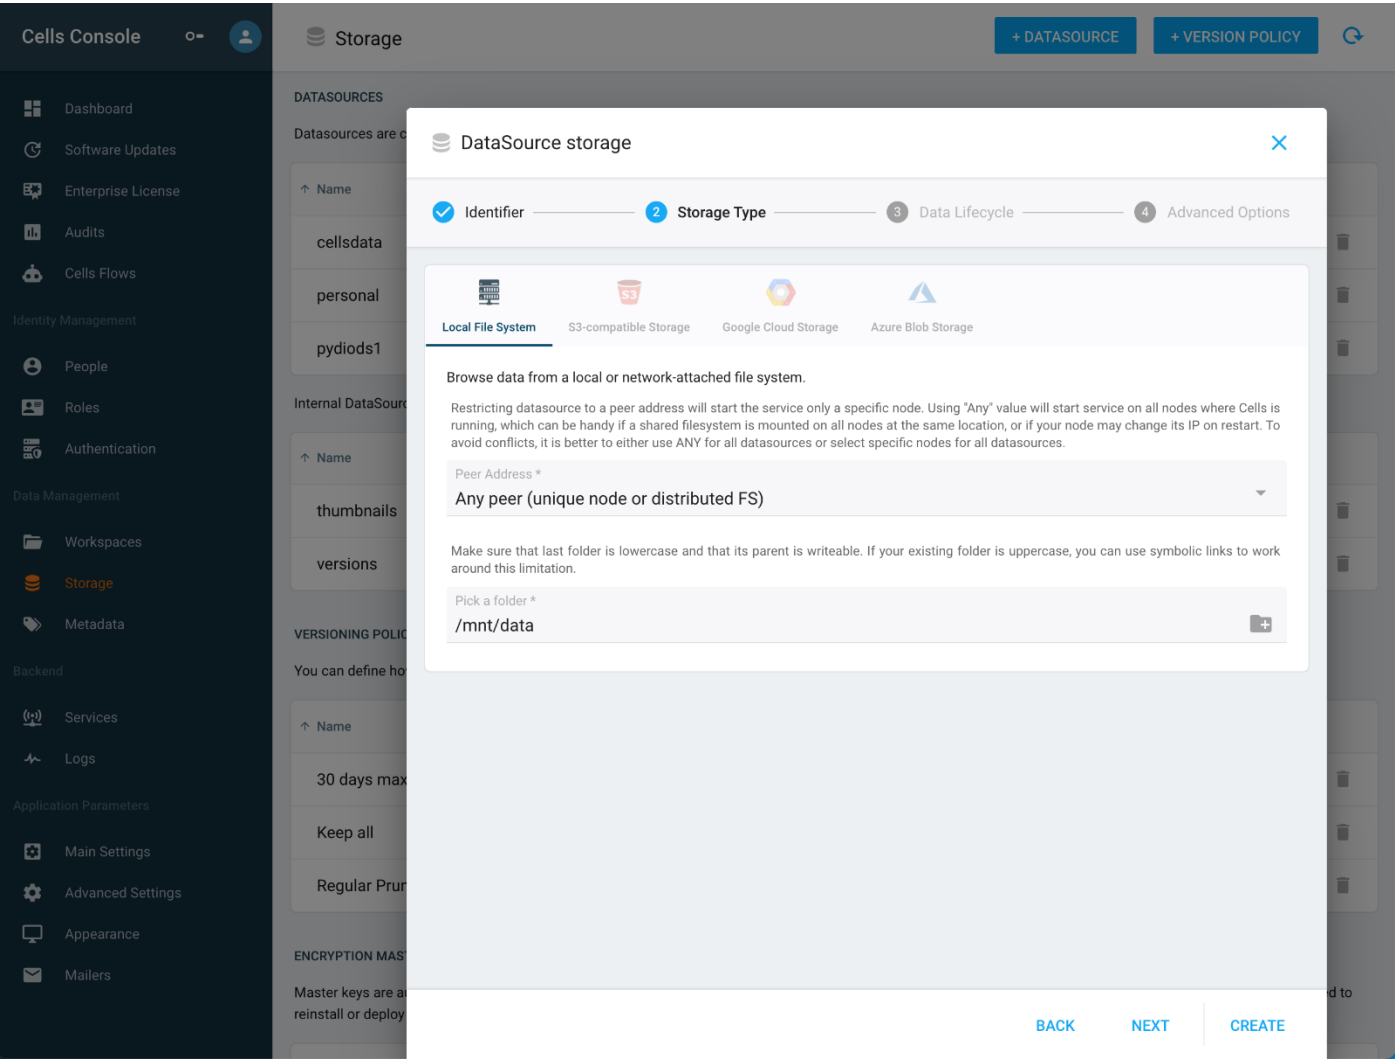 Cells Console
Storage
+ DATASOURCE
+ VERSION POLICY
Dashboard
Software Updates
Enterprise License
Audits
Cells Flows
Identity Management
People
Roles
Authentication
Data Management
Workspaces
Storage
Metadata
Backend
Services
Logs
Application Parameters
Main Settings
Advanced Settings
Appearance
Mailers
DATASOURCES
Datasources are c
Name
cellsdata
personal
pydiods1
Internal DataSourc
Name
thumbnails
versions
VERSIONING POLIC
You can define ho
Name
30 days max
Keep all
Regular Prun
ENCRYPTION MAS
Master keys are a
ed to
reinstall or deploy
DataSource storage
Identifier
2 Storage Type
3 Data Lifecycle
4 Advanced Options
S3
Local File System
S3-compatible Storage
Google Cloud Storage
Azure Blob Storage
Browse data from a local or network-attached file system.
Restricting datasource to a peer address will start the service only a specific node. Using "Any" value will start service on all nodes where Cells is
running, which can be handy if a shared filesystem is mounted on all nodes at the same location, or if your node may change its IP on restart. To
avoid conflicts, it is better to either use ANY for all datasources or select specific nodes for all datasources.
Peer Address *
Any peer (unique node or distributed FS)
Make sure that last folder is lowercase and that its parent is writeable. If your existing folder is uppercase, you can use symbolic links to work
around this limitation.
Pick a folder *
/mnt/data
BACK
NEXT
CREATE